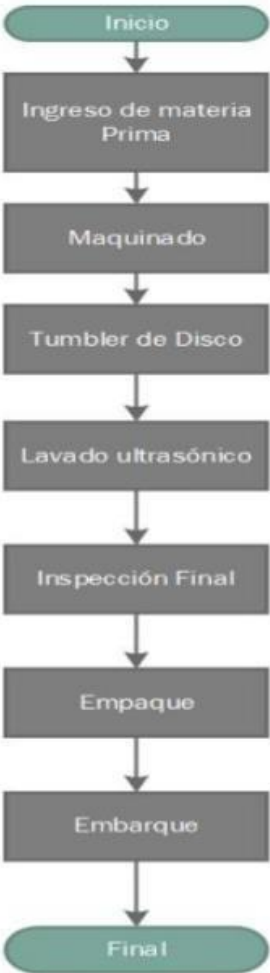 Inicio
Ingreso de materia
Prima
Maquinado
Tumbler de Disco
Lavado ultrasónico
Inspección Final
Empaque
Embarque
Final